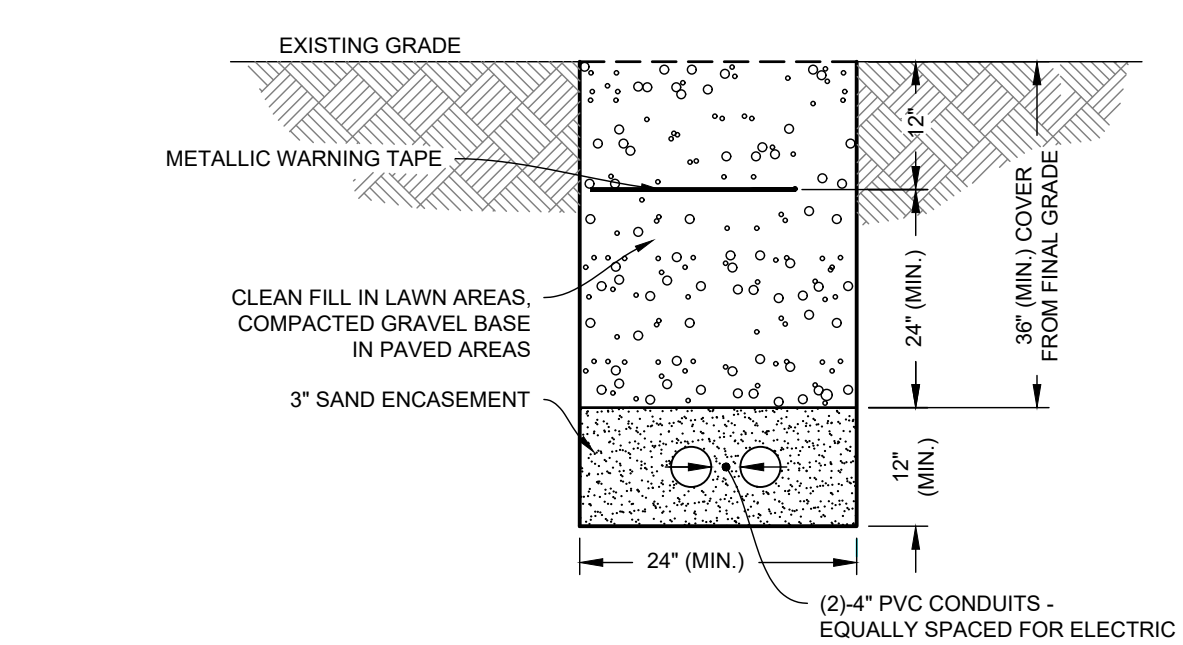 EXISTING GRADE
METALLIC WARNING TAPE
CLEAN FILL IN LAWN AREAS,
COMPACTED GRAVEL BASE
IN PAVED AREAS
3" SAND ENCASEMENT
12"
24" (MIN.)
36" (MIN.) COVER
FROM FINAL GRADE
12"
(MIN.)
24" (MIN.)
(2)-4" PVC CONDUITS -
EQUALLY SPACED FOR ELECTRIC